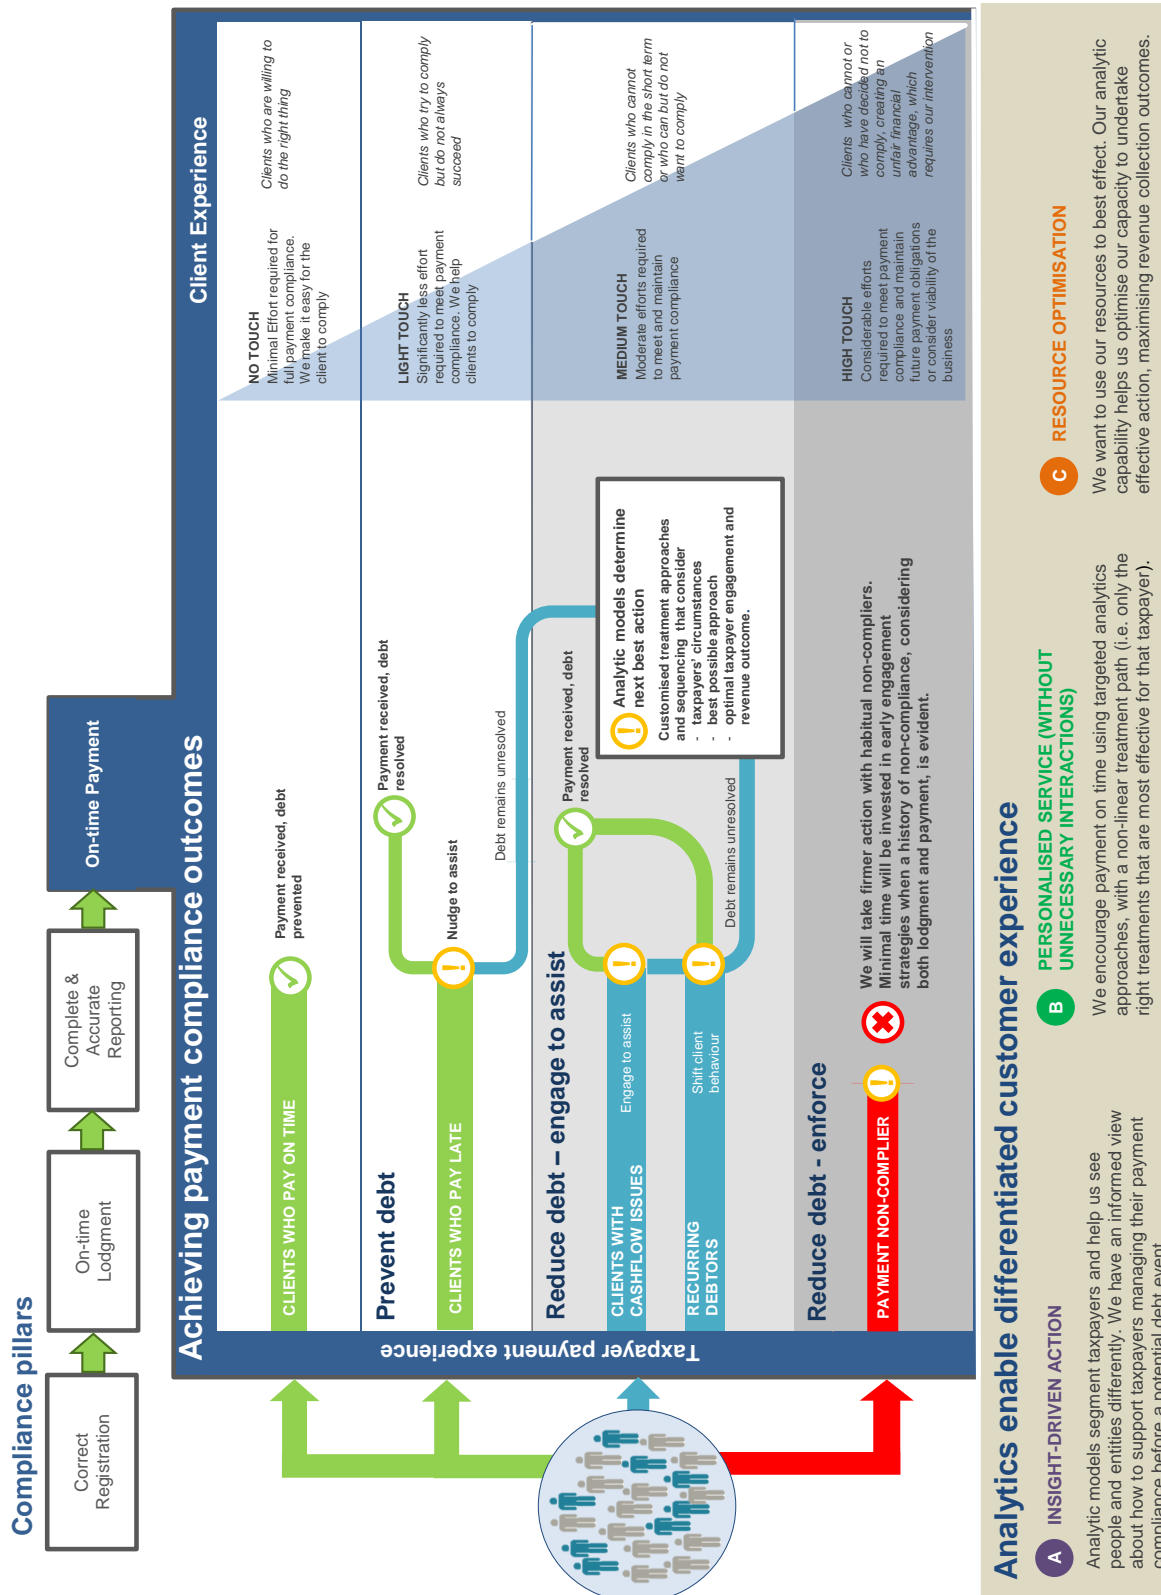 Compliance pillars
Correct
Registration
On-time
Lodgment
Complete &
Accurate
Reporting
On-time Payment
Achieving payment compliance outcomes
Client Experience
Taxpayer payment experience
CLIENTS WHO PAY ON TIME
Payment received, debt
prevented
NO TOUCH
Minimal Effort required for
full payment compliance.
We make it easy for the
client to comply
Clients who are willing to
do the right thing
Prevent debt
CLIENTS WHO PAY LATE
Nudge to assist
Payment received, debt
resolved
Debt remains unresolved
LIGHT TOUCH
Significantly less effort
required to meet payment
compliance. We help
clients to comply
Clients who try to comply
but do not always
succeed
Reduce debt – engage to assist
CLIENTS WITH
CASHFLOW ISSUES
Engage to assist
RECURRING
DEBTORS
Shift client
behaviour
Payment received, debt
resolved
Debt remains unresolved
Analytic models determine
next best action
Customised treatment approaches
and sequencing that consider
- taxpayers' circumstances
- best possible approach
- optimal taxpayer engagement and
revenue outcome.
MEDIUM TOUCH
Moderate efforts required
to meet and maintain
payment compliance
Clients who cannot
comply in the short term
or who can but do not
want to comply
Reduce debt - enforce
PAYMENT NON-COMPLIER
We will take firmer action with habitual non-compliers.
Minimal time will be invested in early engagement
strategies when a history of non-compliance, considering
both lodgment and payment, is evident.
HIGH TOUCH
Considerable efforts
required to meet payment
compliance and maintain
future payment obligations
or consider viability of the
business
Clients who cannot or
who have decided not to
comply, creating an
unfair financial
advantage, which
requires our intervention
Analytics enable differentiated customer experience
A INSIGHT-DRIVEN ACTION
Analytic models segment taxpayers and help us see
people and entities differently. We have an informed view
about how to support taxpayers managing their payment
compliance before a potential debt event
B PERSONALISED SERVICE (WITHOUT
UNNECESSARY INTERACTIONS)
We encourage payment on time using targeted analytics
approaches, with a non-linear treatment path (i.e. only the
right treatments that are most effective for that taxpayer).
C RESOURCE OPTIMISATION
We want to use our resources to best effect. Our analytic
capability helps us optimise our capacity to undertake
effective action, maximising revenue collection outcomes.